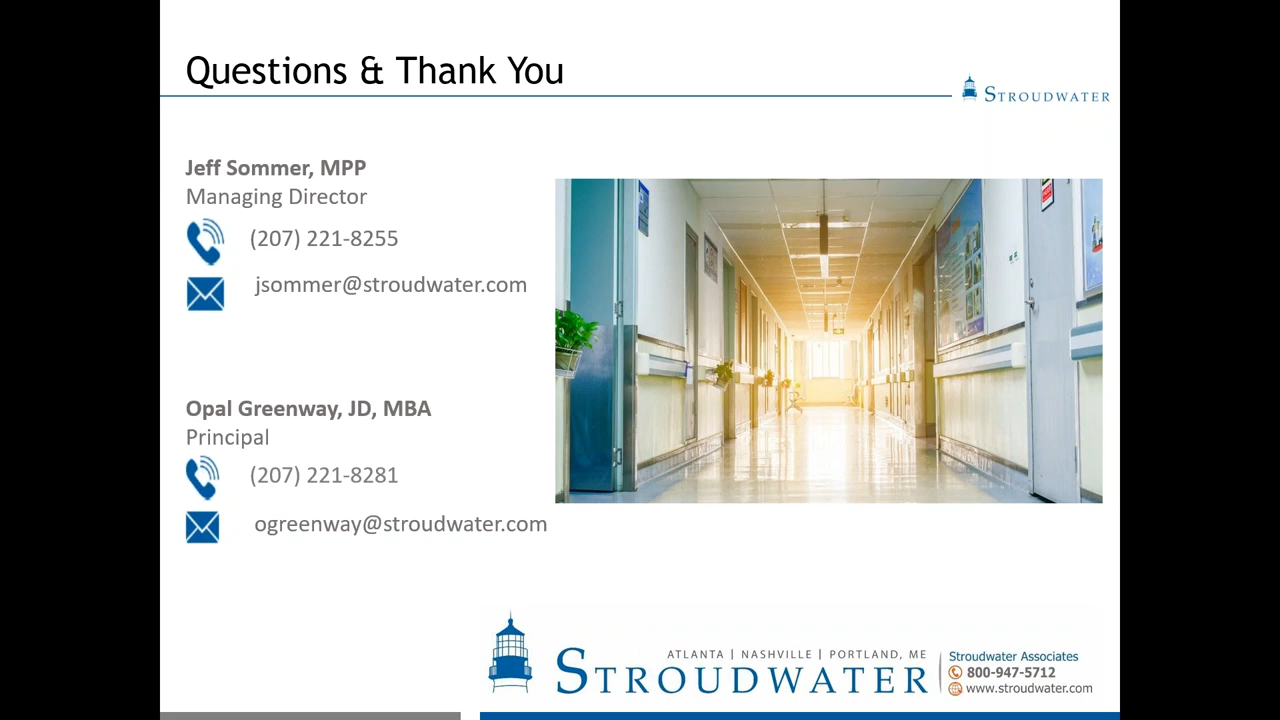 Questions & Thank You
STROUDWATER
Jeff Sommer, MPP
Managing Director
(207) 221-8255
jsommer@stroudwater.com
Opal Greenway, JD, MBA
Principal
(207) 221-8281
ogreenway@stroudwater.com
ATLANTA | NASHVILLE | PORTLAND, ME
STROUDWATER
Stroudwater Associates
800-947-5712
www.stroudwater.com